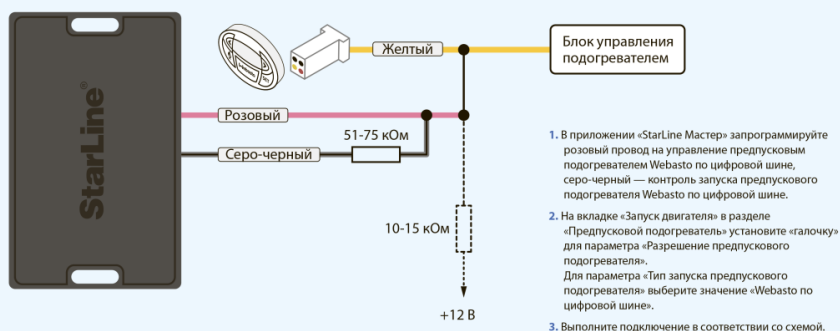 StarLine®
Желтый
Блок управления
подогревателем
Розовый
51-75 кОм
Серо-черный
10-15 кОм
+12 В
1. В приложении «StarLine Мастер» запрограммируйте
розовый провод на управление предпусковым
подогревателем Webasto по цифровой шине,
серо-черный — контроль запуска предпускового
подогревателя Webasto по цифровой шине.
2. На вкладке «Запуск двигателя» в разделе
«Предпусковой подогреватель» установите «галочку»
для параметра «Разрешение предпускового
подогревателя».
Для параметра «Тип запуска предпускового
подогревателя» выберите значение «Webasto по
цифровой шине».
3. Выполните подключение в соответствии со схемой.